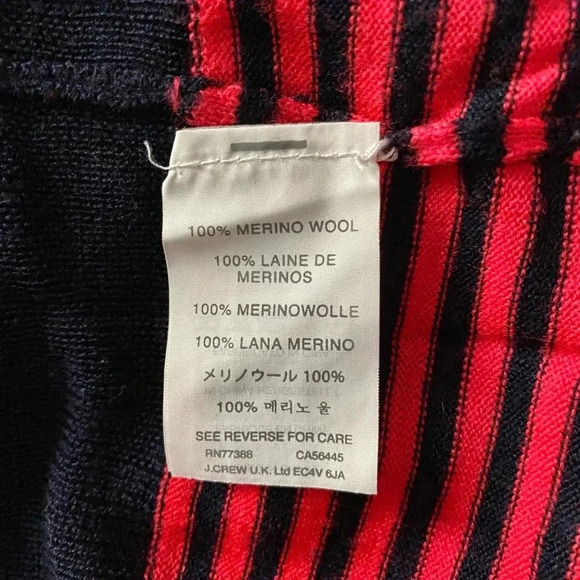 100% MERINO WOOL
100% LAINE DE
MERINOS
100% MERINOWOLLE
100% LANA MERINO
メリノウール 100%
100% 메리노 울
SEE REVERSE FOR CARE
RN77388 CA56445
J.CREW U.K. Ltd EC4V 6JA